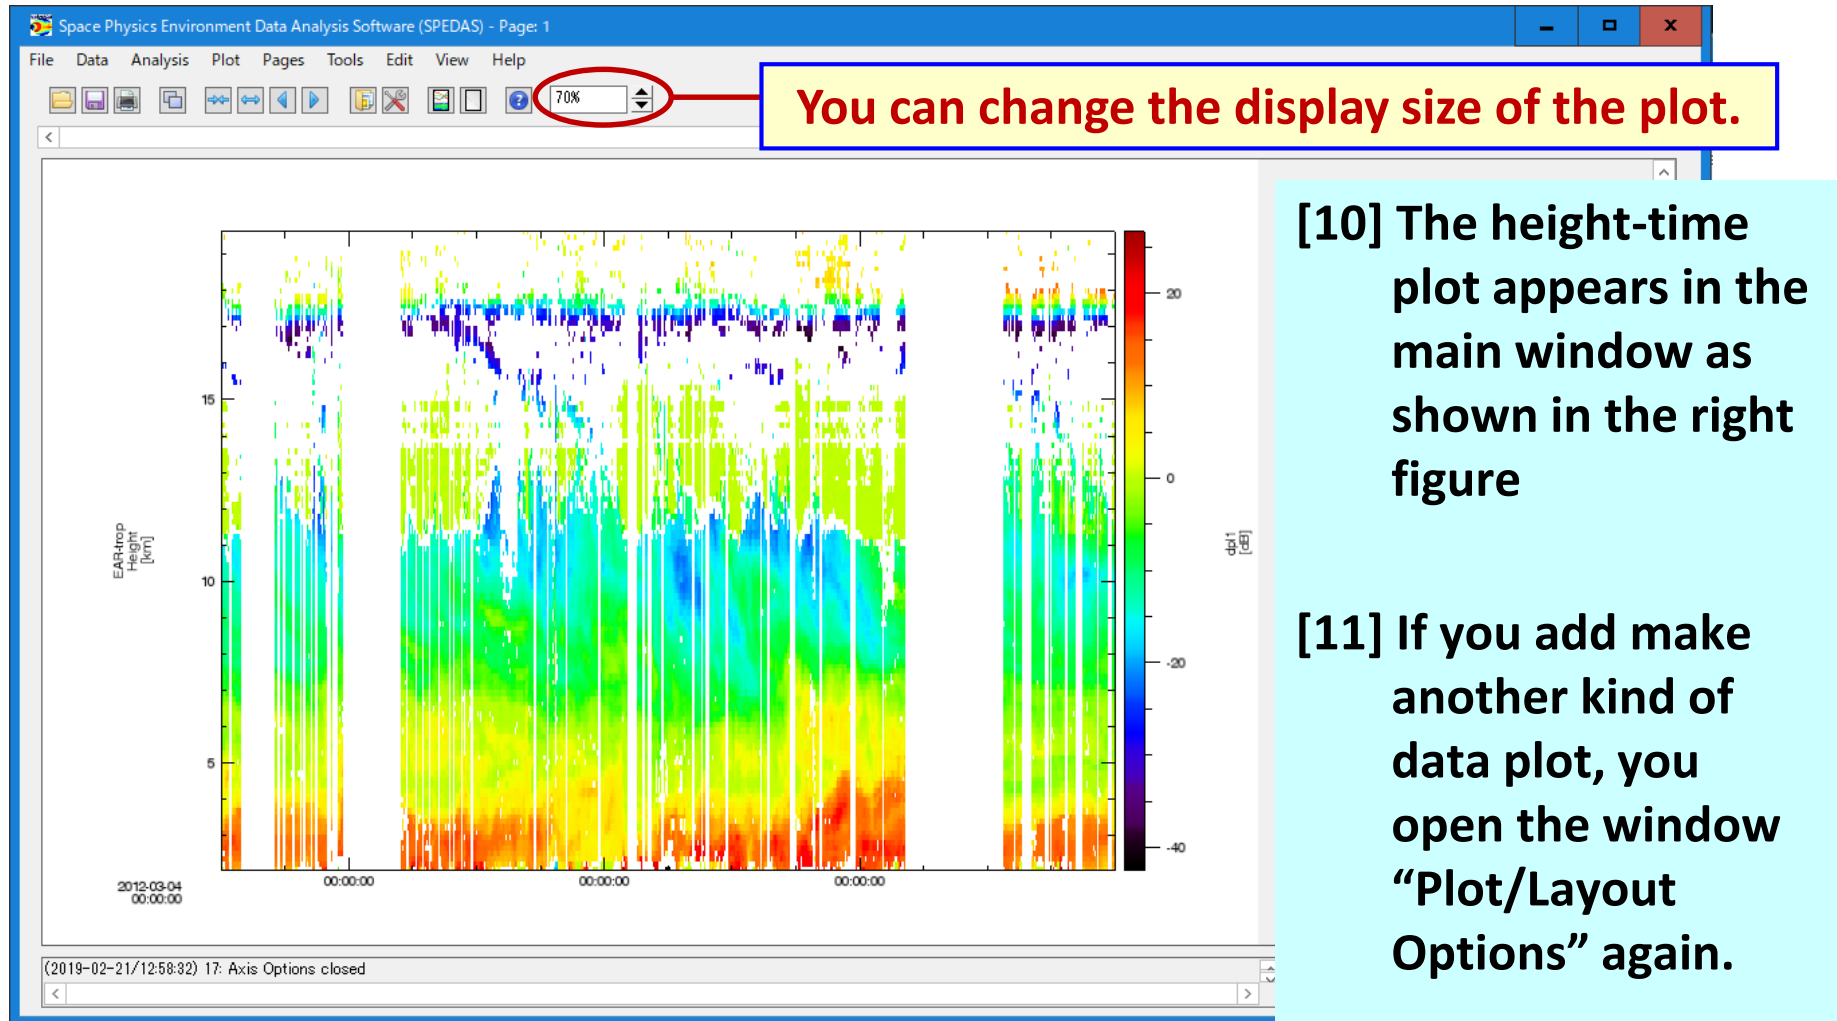 Space Physics Environment Data Analysis Software (SPEDAS) - Page: 1
File Data Analysis Plot Pages Tools Edit View Help
70%
You can change the display size of the plot.
[10] The height-time
plot appears in the
main window as
shown in the right
figure
[11] If you add make
another kind of
data plot, you
open the window
“Plot/Layout
Options” again.
15
10
5
EAR-trop
Height
[km]
20
0
-20
-40
dpl1
[dB]
2012-03-04
00:00:00
00:00:00
00:00:00
00:00:00
(2019-02-21/12:58:32) 17: Axis Options closed